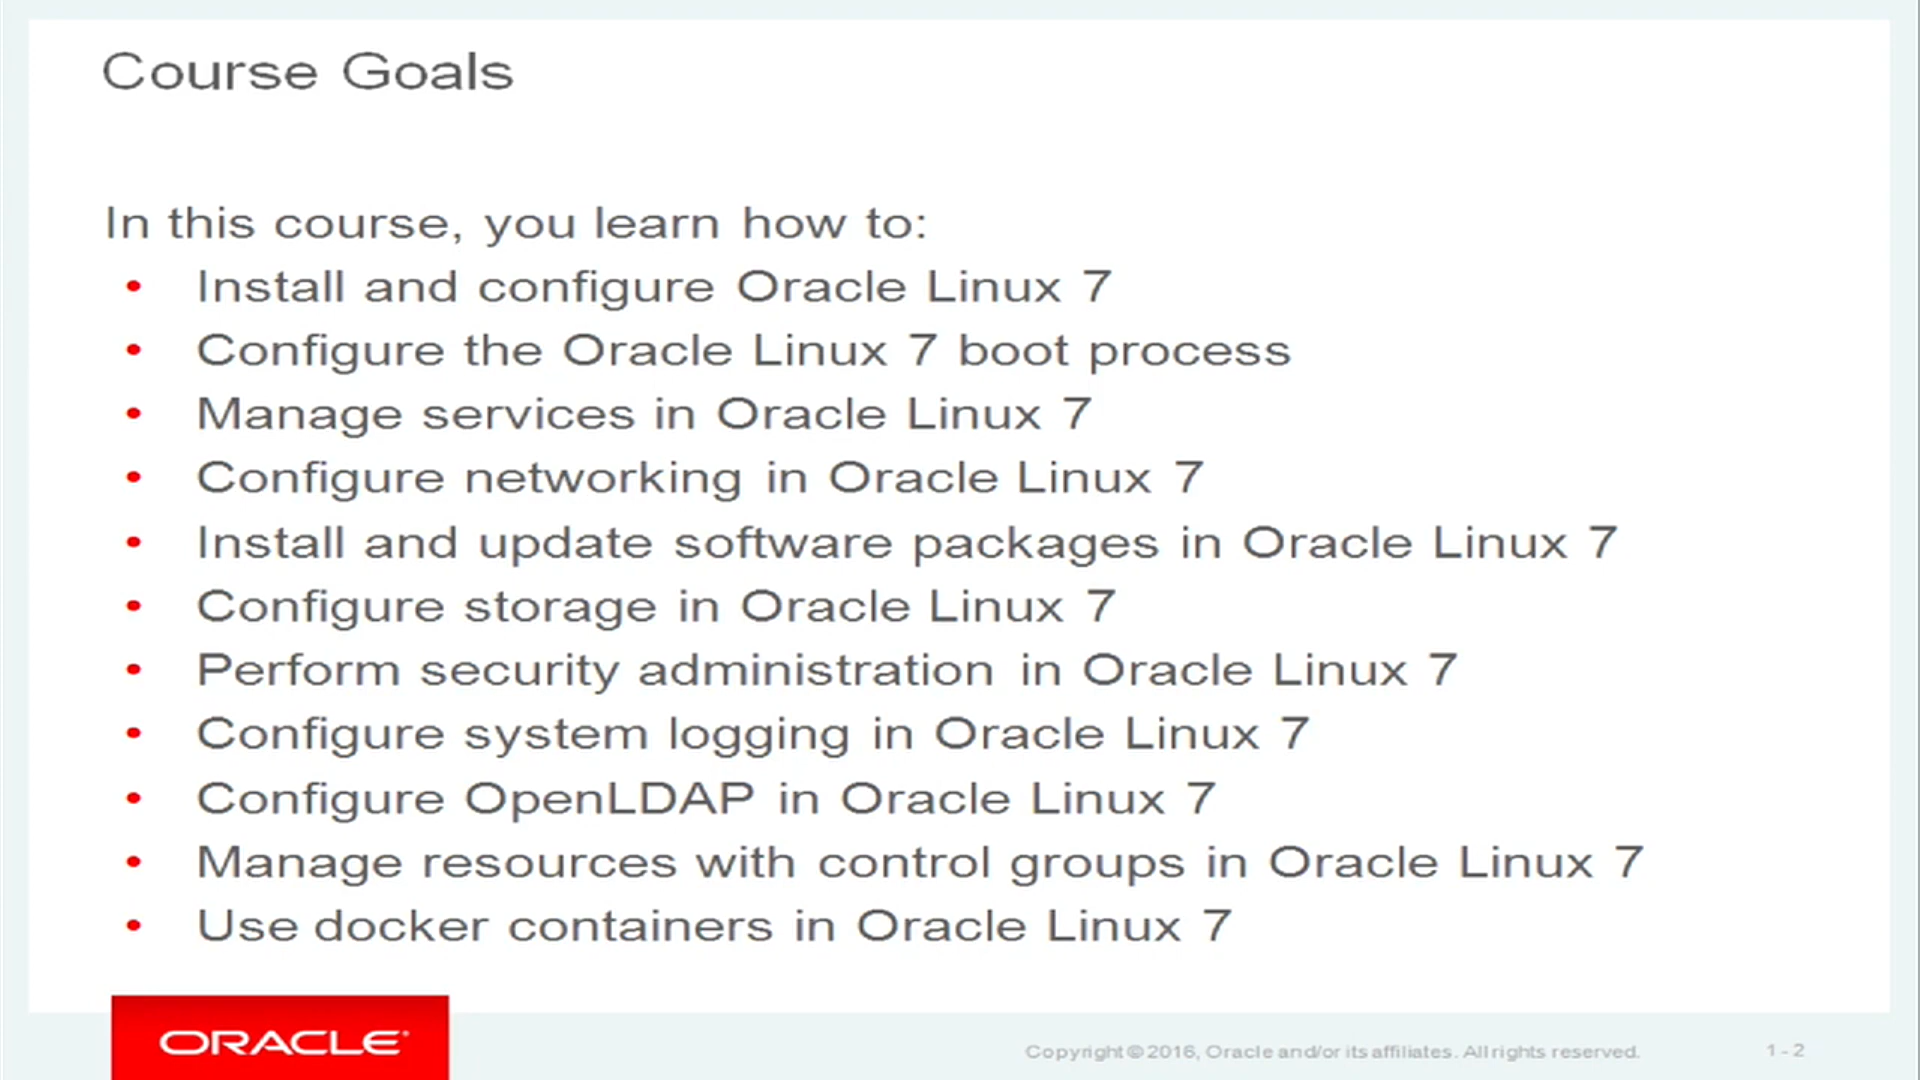 Course Goals
In this course, you learn how to:
• Install and configure Oracle Linux 7
• Configure the Oracle Linux 7 boot process
• Manage services in Oracle Linux 7
• Configure networking in Oracle Linux 7
• Install and update software packages in Oracle Linux 7
• Configure storage in Oracle Linux 7
• Perform security administration in Oracle Linux 7
• Configure system logging in Oracle Linux 7
• Configure OpenLDAP in Oracle Linux 7
• Manage resources with control groups in Oracle Linux 7
• Use docker containers in Oracle Linux 7
ORACLE
Copyright © 2016, Oracle and/or its affiliates. All rights reserved.
1 - 2